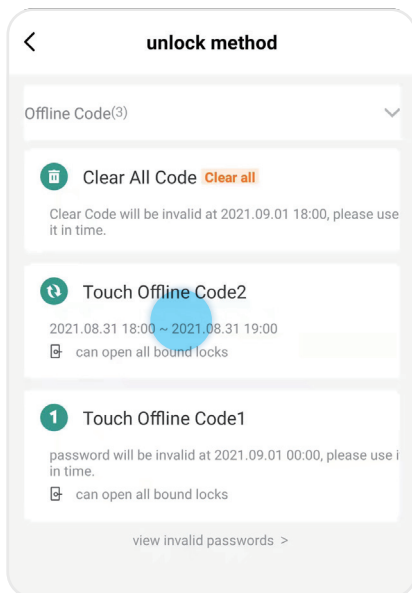 unlock method
Offline Code(3)
Clear All Code Clear all
Clear Code will be invalid at 2021.09.01 18:00, please use
it in time.
Touch Offline Code2
2021.08.31 18:00 ~ 2021.08.31 19:00
can open all bound locks
1 Touch Offline Code1
password will be invalid at 2021.09.01 00:00, please use i
in time.
can open all bound locks
view invalid passwords >